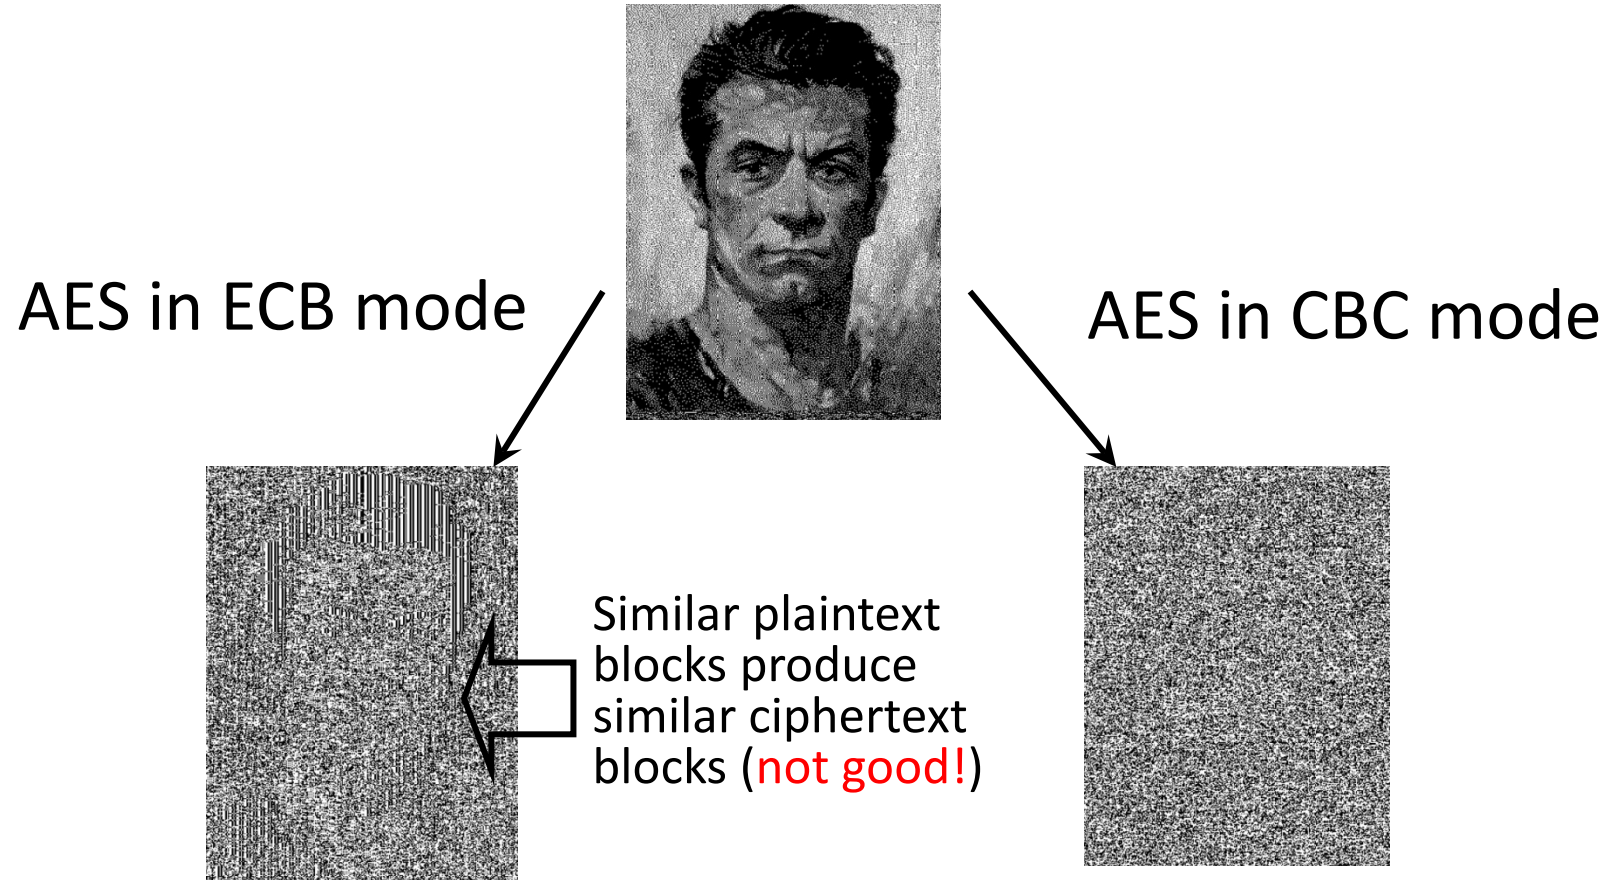 AES in ECB mode
AES in CBC mode
Similar plaintext
blocks produce
similar ciphertext
blocks (not good!)